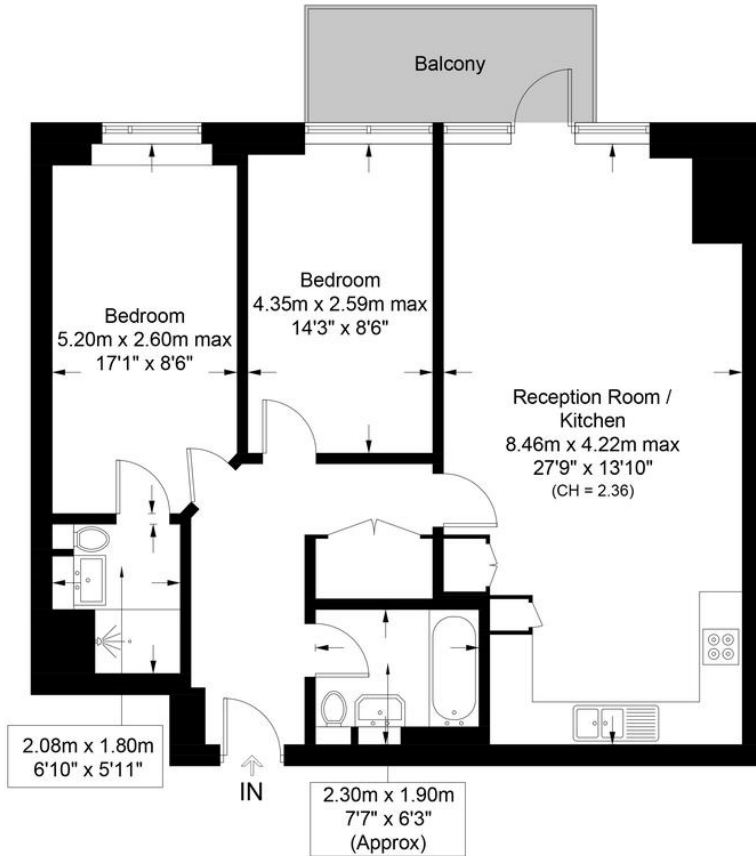 Balcony
Bedroom
5.20m x 2.60m max
17'1" x 8'6"
Bedroom
4.35m x 2.59m max
14'3" x 8'6"
Reception Room /
Kitchen
8.46m x 4.22m max
27'9" x 13'10"
(CH = 2.36)
2.08m x 1.80m
6'10" x 5'11"
IN
2.30m x 1.90m
7'7" x 6'3"
(Approx)